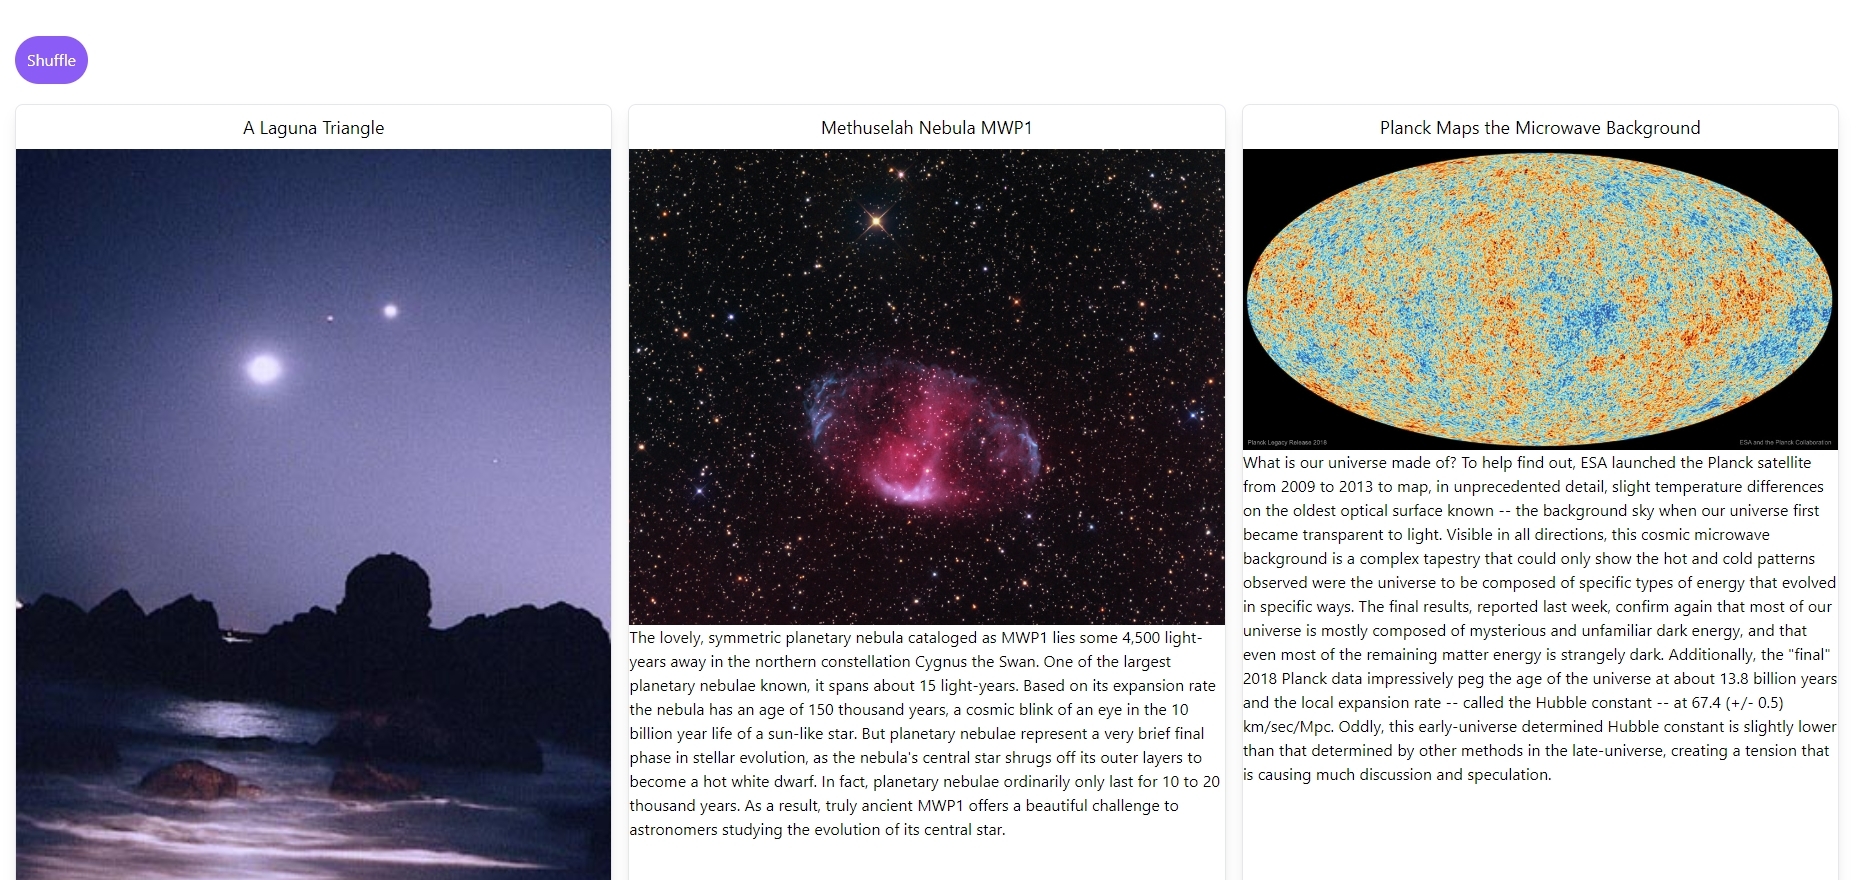 Shuffle
A Laguna Triangle
Methuselah Nebula MWP1
The lovely, symmetric planetary nebula cataloged as MWP1 lies some 4,500 light-
years away in the northern constellation Cygnus the Swan. One of the largest
planetary nebulae known, it spans about 15 light-years. Based on its expansion rate
the nebula has an age of 150 thousand years, a cosmic blink of an eye in the 10
billion year life of a sun-like star. But planetary nebulae represent a very brief final
phase in stellar evolution, as the nebula's central star shrugs off its outer layers to
become a hot white dwarf. In fact, planetary nebulae ordinarily only last for 10 to 20
thousand years. As a result, truly ancient MWP1 offers a beautiful challenge to
astronomers studying the evolution of its central star.
Planck Maps the Microwave Background
Planck Legacy Release 2018
ESA and the Planck Collaboration
What is our universe made of? To help find out, ESA launched the Planck satellite
from 2009 to 2013 to map, in unprecedented detail, slight temperature differences
on the oldest optical surface known -- the background sky when our universe first
became transparent to light. Visible in all directions, this cosmic microwave
background is a complex tapestry that could only show the hot and cold patterns
observed were the universe to be composed of specific types of energy that evolved
in specific ways. The final results, reported last week, confirm again that most of our
universe is mostly composed of mysterious and unfamiliar dark energy, and that
even most of the remaining matter energy is strangely dark. Additionally, the "final"
2018 Planck data impressively peg the age of the universe at about 13.8 billion years
and the local expansion rate -- called the Hubble constant -- at 67.4 (+/- 0.5)
km/sec/Mpc. Oddly, this early-universe determined Hubble constant is slightly lower
than that determined by other methods in the late-universe, creating a tension that
is causing much discussion and speculation.